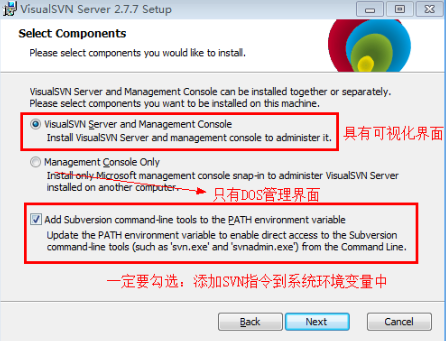 VisualSVN Server 2.7.7 Setup
Select Components
Please select components you would like to install.
VisualSVN Server and Management Console can be installed together or separately.
Please select components you want to be installed on this machine.
VisualSVN Server and Management Console
Install VisualSVN Server and management console to administer it.
具有可视化界面
Management Console Only
Install only Microsoft management console snap-in to administer VisualSVN Server
installed on another computer.
只有DOS管理界面
Add Subversion command-line tools to the PATH environment variable
Update the PATH environment variable to enable direct access to the Subversion
command-line tools (such as 'svn.exe' and 'svnadmin.exe') from the Command Line.
一定要勾选：添加SVN指令到系统环境变量中
Back
Next
Cancel